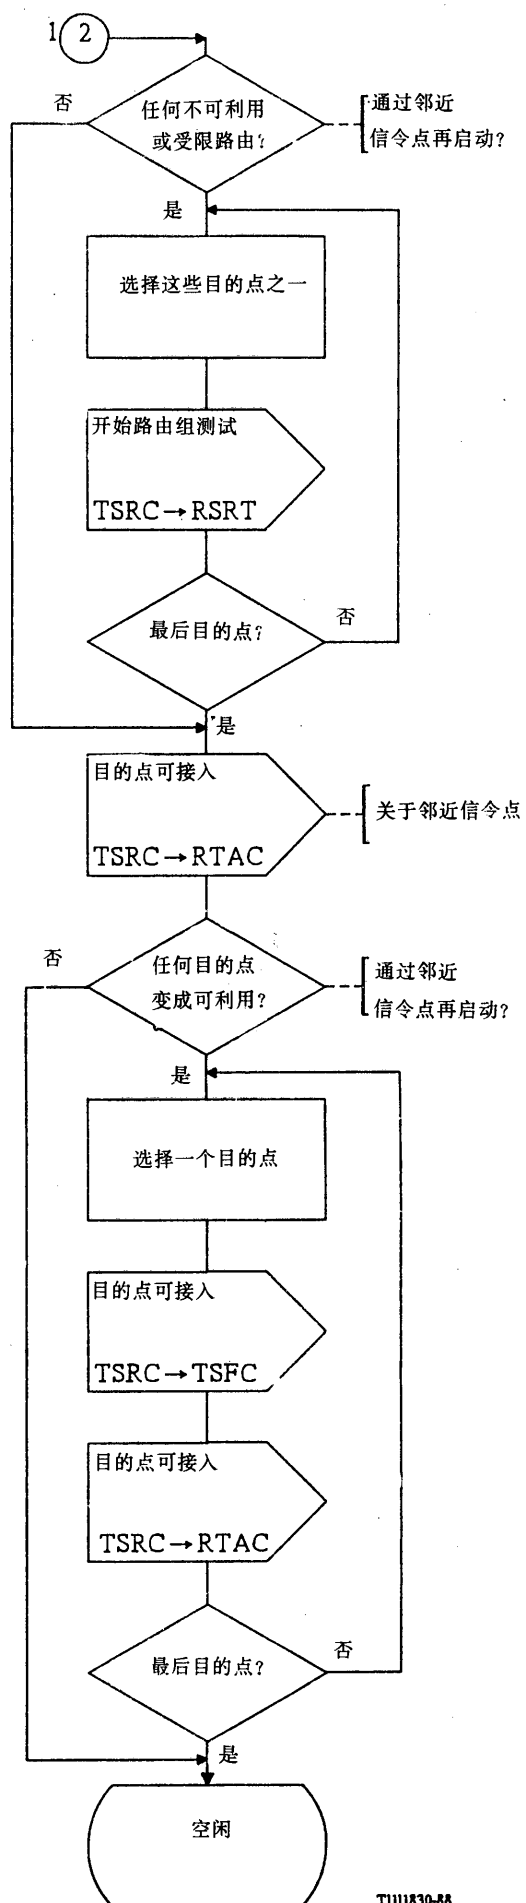 1 2
否
任何不可利用
或受限路由?
通过邻近
信令点再启动?
是
选择这些目的点之一
开始路由组测试
TSRC→RSRT
最后目的点?
否
是
目的点可接入
TSRC→RTAC
关于邻近信令点
否
任何目的点
变成可利用?
通过邻近
信令点再启动?
是
选择一个目的点
目的点可接入
TSRC→TSFC
目的点可接入
TSRC→RTAC
最后目的点?
否
是
空闲
T1111830-88